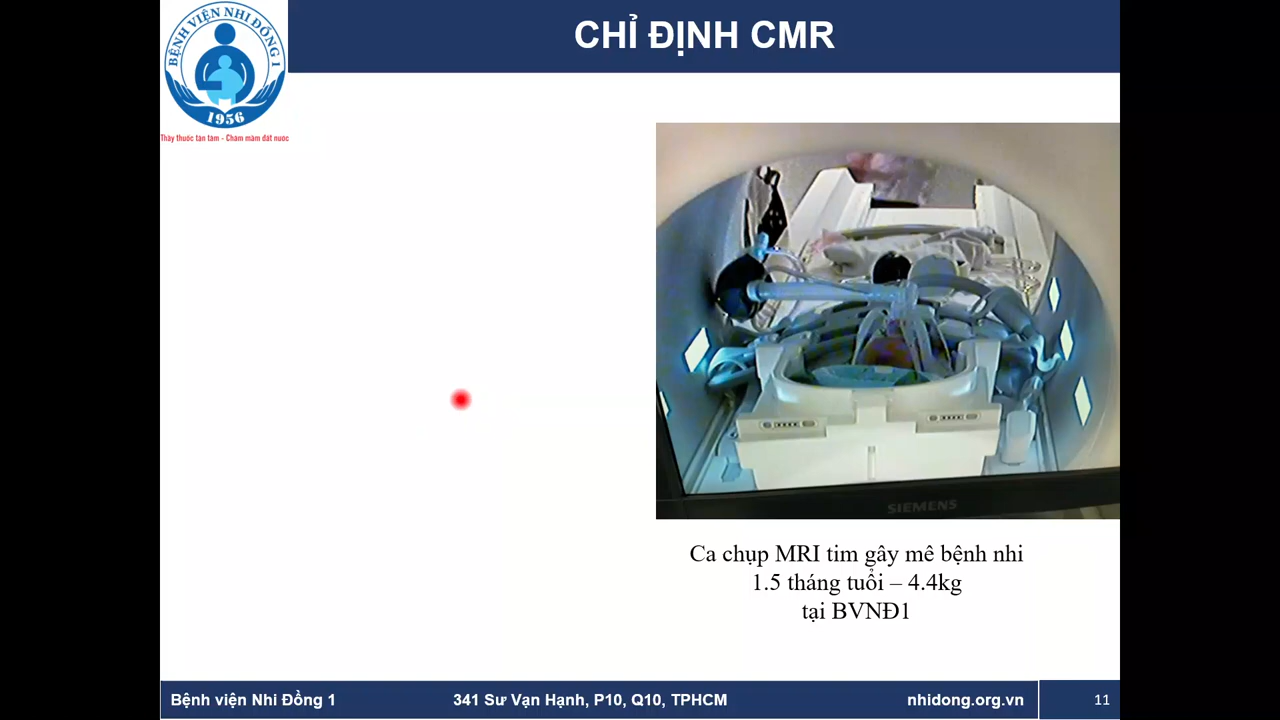 BỆNH VIỆN NHI ĐỒNG 1
1956
Thầy thuốc tận tâm - Chăm mầm đất nước
CHỈ ĐỊNH CMR
SIEMENS
Ca chụp MRI tim gây mê bệnh nhi
1.5 tháng tuổi – 4.4kg
tại BVNĐ1
Bệnh viện Nhi Đồng 1
341 Sư Vạn Hạnh, P10, Q10, TPHCM
nhidong.org.vn
11